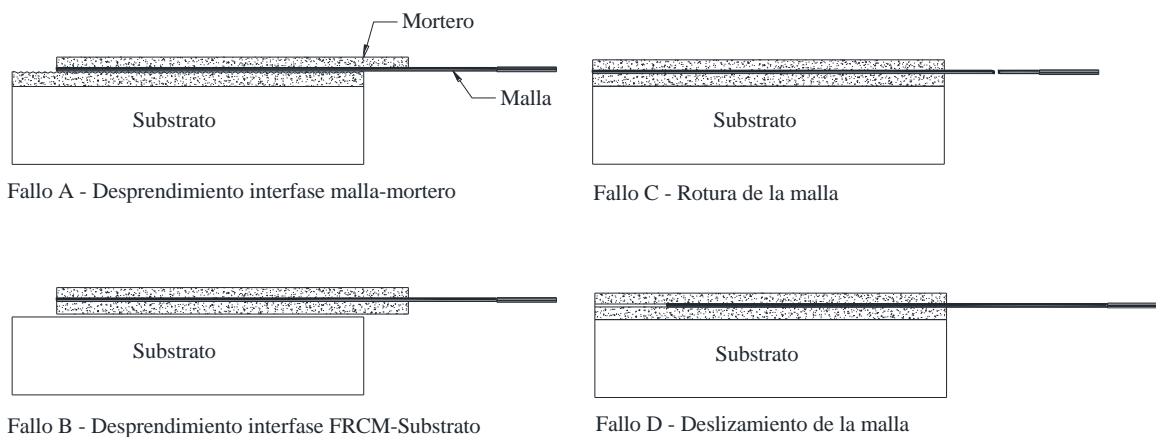 Mortero
Malla
Substrato
Fallo A - Desprendimiento interfase malla-mortero
Substrato
Fallo C - Rotura de la malla
Substrato
Fallo B - Desprendimiento interfase FRCM-Substrato
Substrato
Fallo D - Deslizamiento de la malla